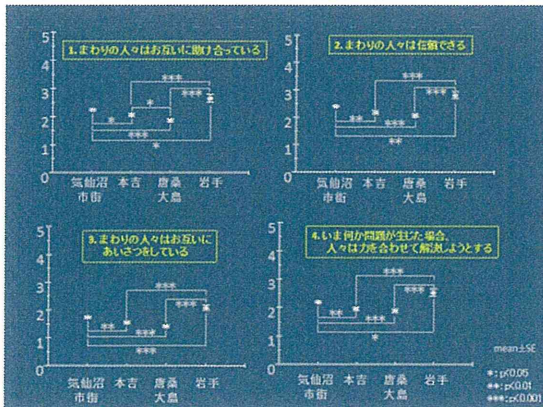 1.まわりの人々はお互いに助け合っている
5
4
3
2
1
0
***
***
*
*
***
*
気仙沼 本吉 唐桑 岩手
市街 大島
2.まわりの人々は信頼できる
5
4
3
2
1
0
***
***
**
***
**
気仙沼 本吉 唐桑 岩手
市街 大島
3.まわりの人々はお互いに
あいさつをしている
5
4
3
2
1
0
***
***
**
***
***
気仙沼 本吉 唐桑 岩手
市街 大島
4.いま何か問題が生じた場合、
人々は力を合わせて解決しようとする
5
4
3
2
1
0
***
***
**
***
*
気仙沼 本吉 唐桑 岩手
市街 大島
mean±SE
*:p<0.05
**:p<0.01
***:p<0.001